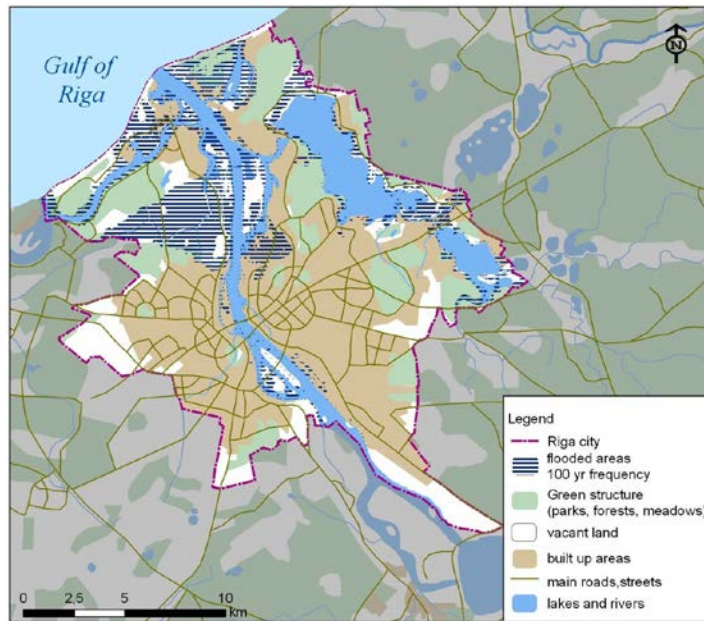 Gulf of
Riga
N
Legend
Riga city
flooded areas
100 yr frequency
Green structure
(parks, forests, meadows)
vacant land
built up areas
main roads,streets
lakes and rivers
0 2,5 5 10
km